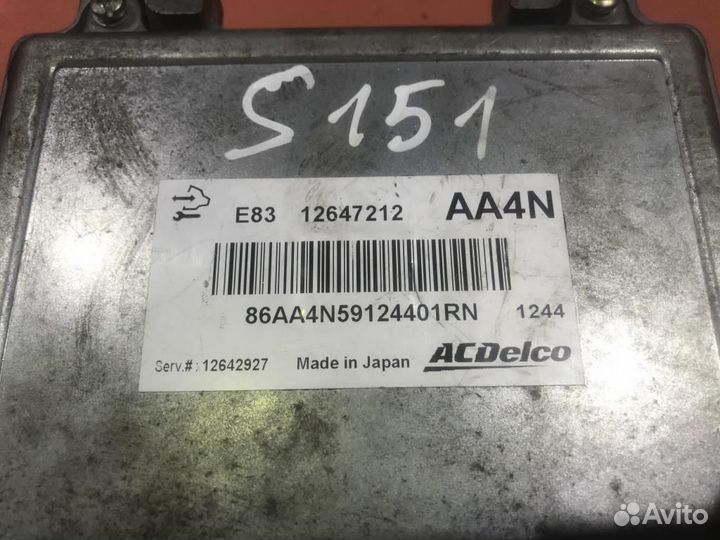 S151
E83 12647212 AA4N
86AA4N59124401RN 1244
Serv.#: 12642927 Made in Japan ACDelco
Avito